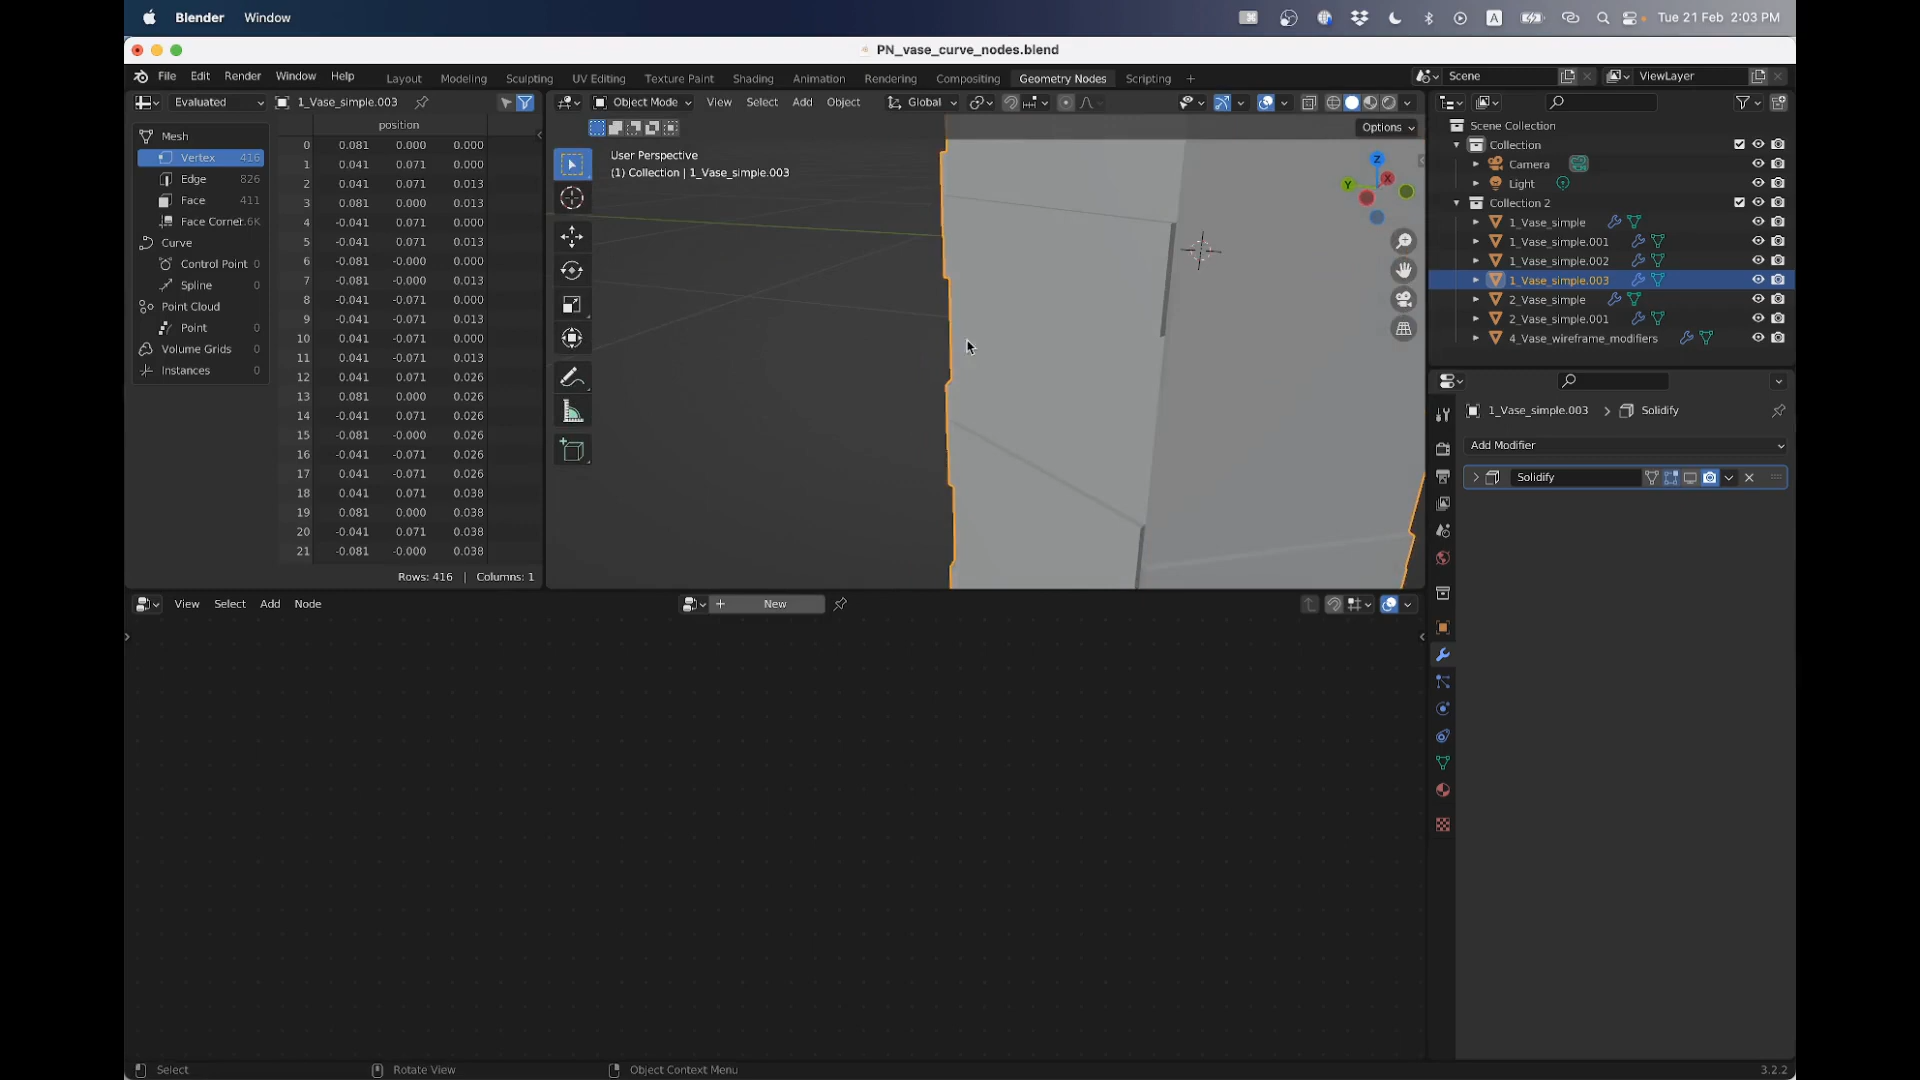 Blender Window Tue 21 Feb 2:03 PM
PN_vase_curve_nodes.blend
File Edit Render Window Help Layout Modeling Sculpting UV Editing Texture Paint Shading Animation Rendering Compositing Geometry Nodes Scripting + Scene ViewLayer
Evaluated 1_Vase_simple.003 Object Mode View Select Add Object Global
position
Options
Mesh
Vertex 416
Edge 826
Face 411
Face Corner 1.6K
Curve
Control Point 0
Spline 0
Point Cloud
Point 0
Volume Grids 0
Instances 0
0 0.081 0.000 0.000
1 0.041 0.071 0.000
2 0.041 0.071 0.013
3 0.081 0.000 0.013
4 -0.041 0.071 0.000
5 -0.041 0.071 0.013
6 -0.081 -0.000 0.000
7 -0.081 -0.000 0.013
8 -0.041 -0.071 0.000
9 -0.041 -0.071 0.013
10 0.041 -0.071 0.000
11 0.041 -0.071 0.013
12 0.041 0.071 0.026
13 0.081 0.000 0.026
14 -0.041 0.071 0.026
15 -0.081 -0.000 0.026
16 -0.041 -0.071 0.026
17 0.041 -0.071 0.026
18 0.041 0.071 0.038
19 0.081 0.000 0.038
20 -0.041 0.071 0.038
21 -0.081 -0.000 0.038
Rows: 416 | Columns: 1
User Perspective
(1) Collection | 1_Vase_simple.003
Z
Y
X
Scene Collection
Collection
Camera
Light
Collection 2
1_Vase_simple
1_Vase_simple.001
1_Vase_simple.002
1_Vase_simple.003
2_Vase_simple
2_Vase_simple.001
4_Vase_wireframe_modifiers
1_Vase_simple.003 > Solidify
Add Modifier
Solidify
View Select Add Node + New
Select Rotate View Object Context Menu 3.2.2